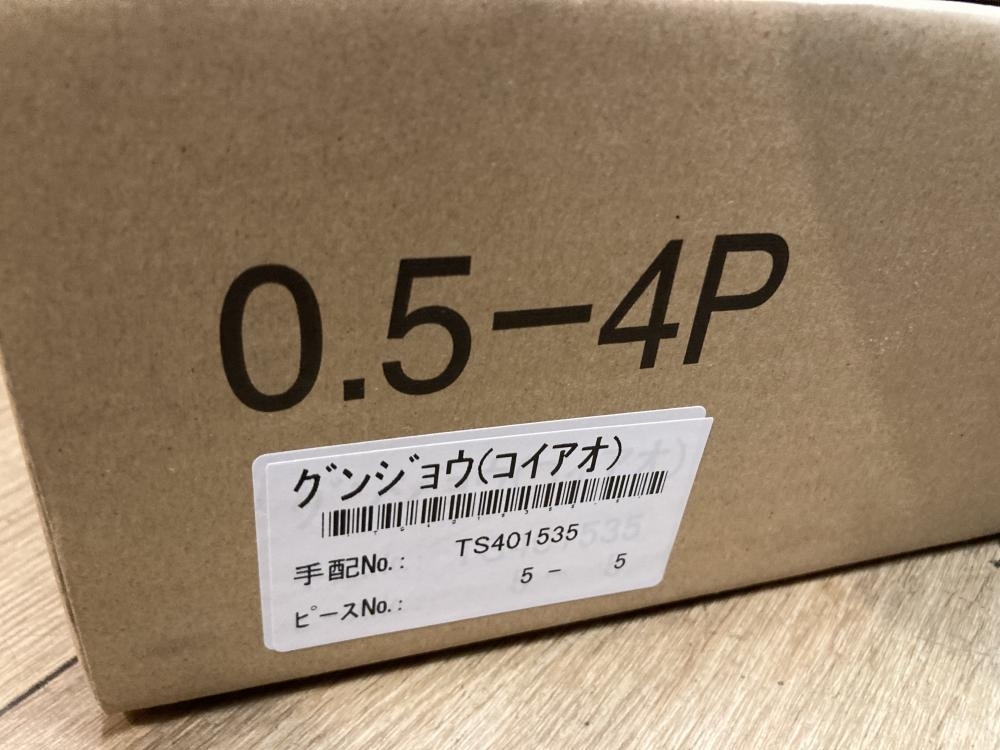 0.5-4P
グンジョウ(コイアオ)
手配No.: TS401535
ピースNo.: 5- 5